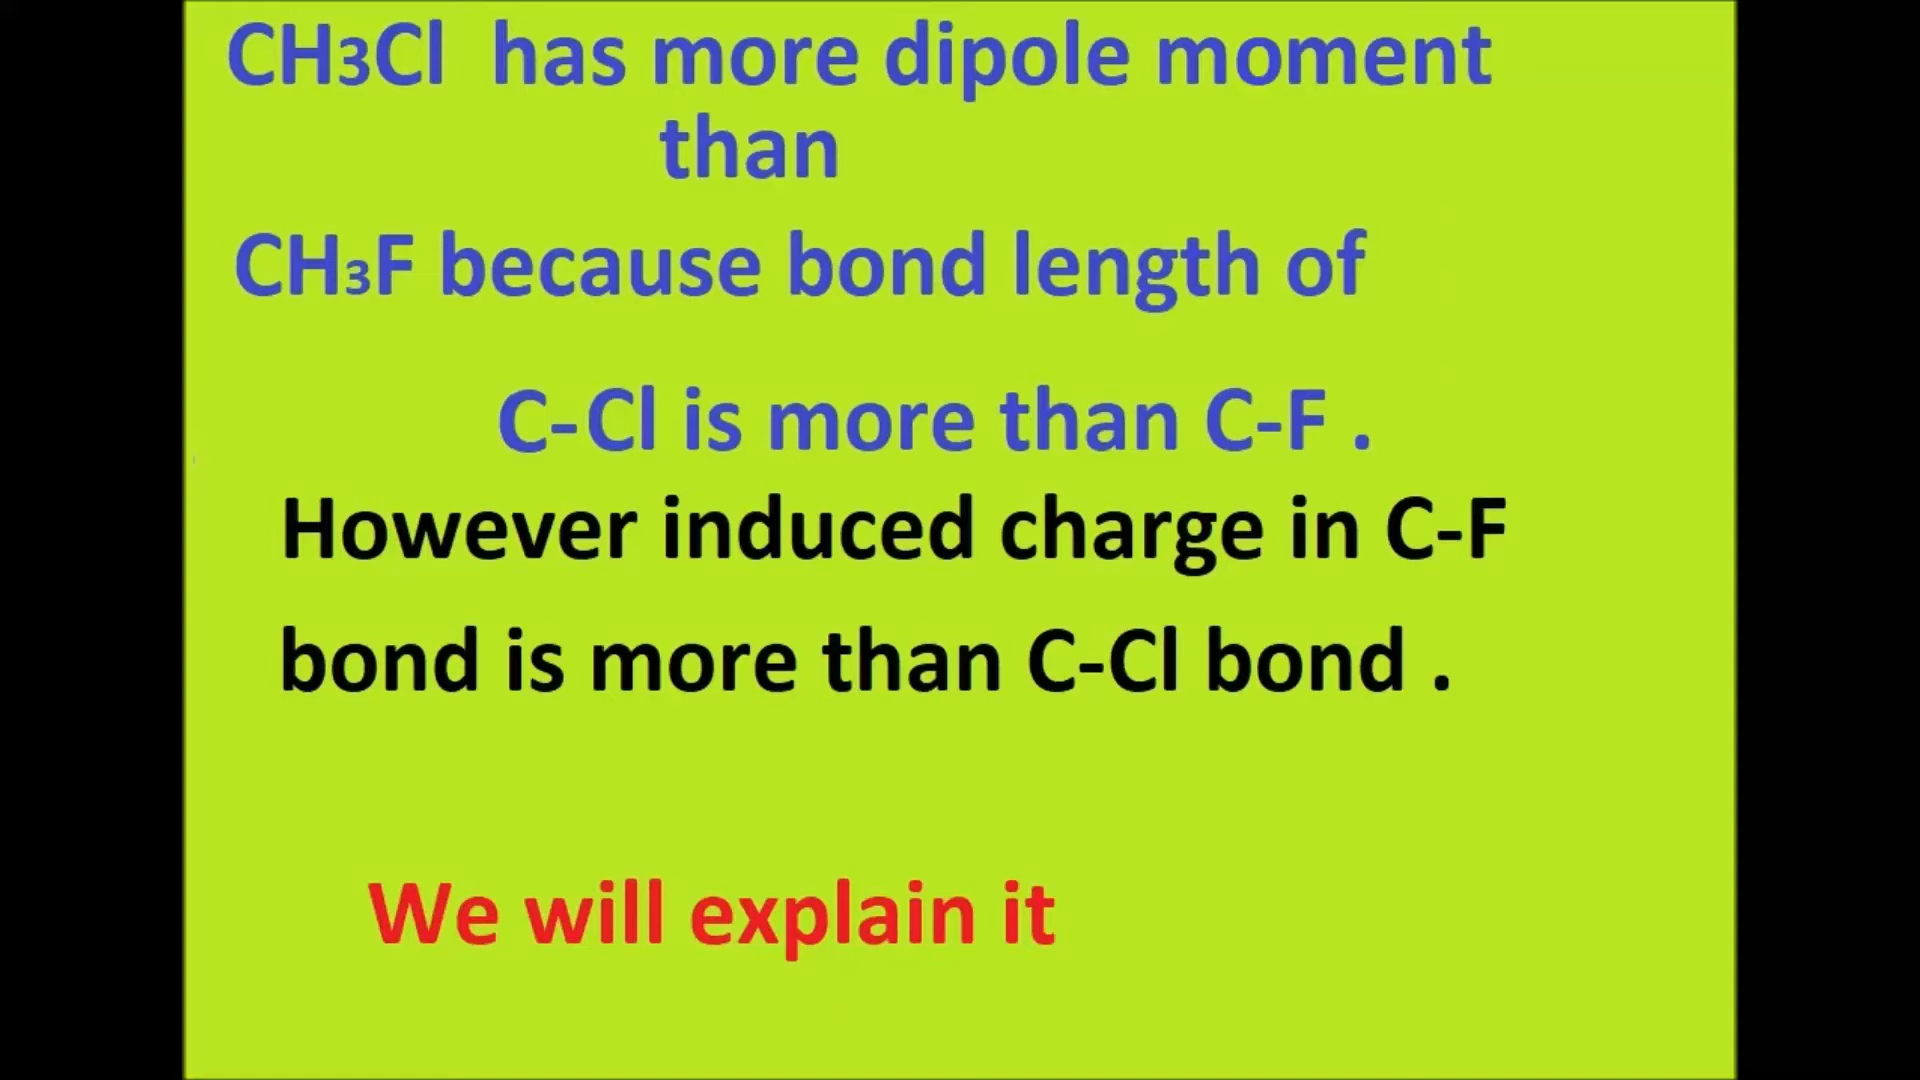 CH3Cl has more dipole moment
than
CH3F because bond length of
C-Cl is more than C-F .
However induced charge in C-F
bond is more than C-Cl bond .
We will explain it